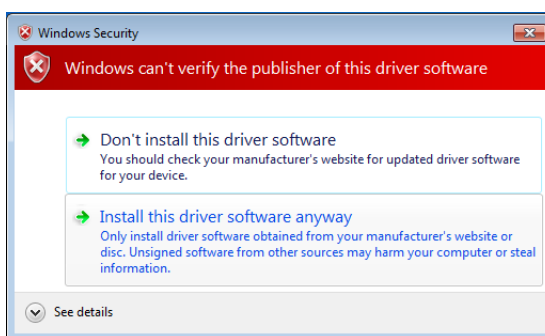 Windows Security
Windows can't verify the publisher of this driver software
Don't install this driver software
You should check your manufacturer's website for updated driver software
for your device.
Install this driver software anyway
Only install driver software obtained from your manufacturer's website or
disc. Unsigned software from other sources may harm your computer or steal
information.
See details